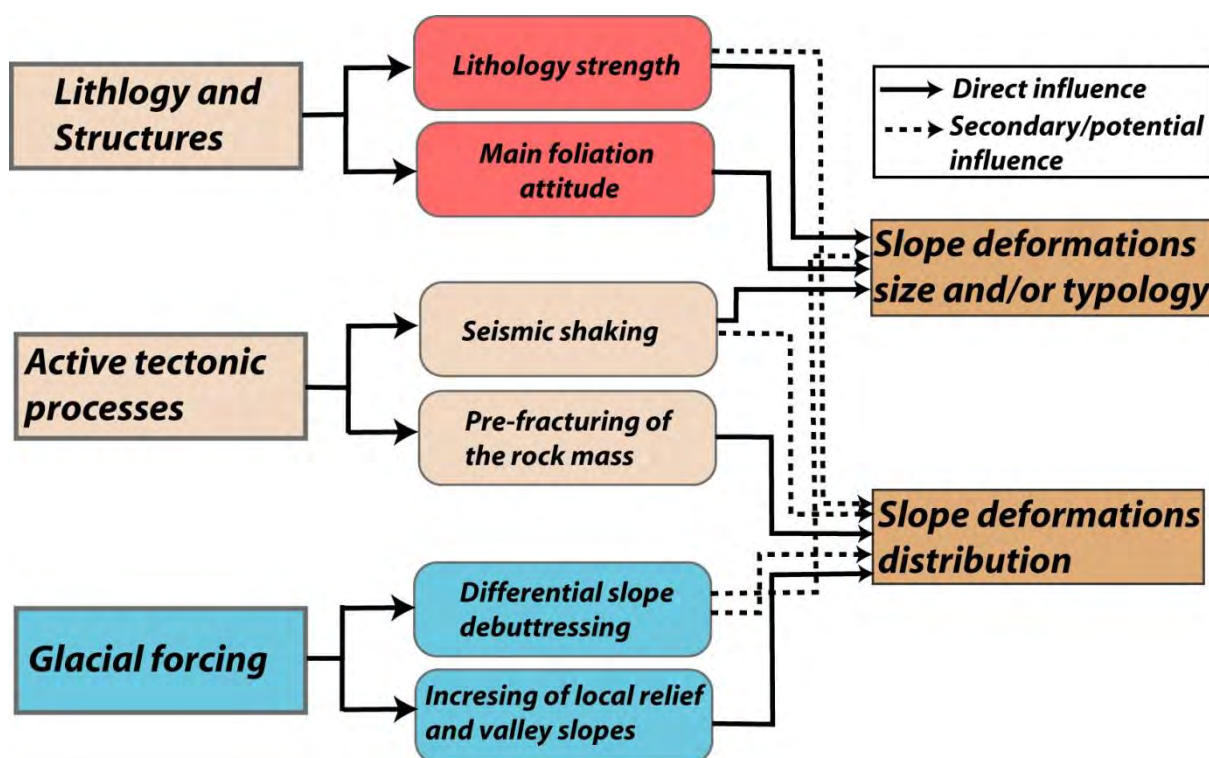 Lithlogy and
Structures
Lithology strength
Main foliation
attitude
Direct influence
Secondary/potential
influence
Slope deformations
size and/or typology
Active tectonic
processes
Seismic shaking
Pre-fracturing of
the rock mass
Slope deformations
distribution
Glacial forcing
Differential slope
debuttressing
Incresing of local relief
and valley slopes